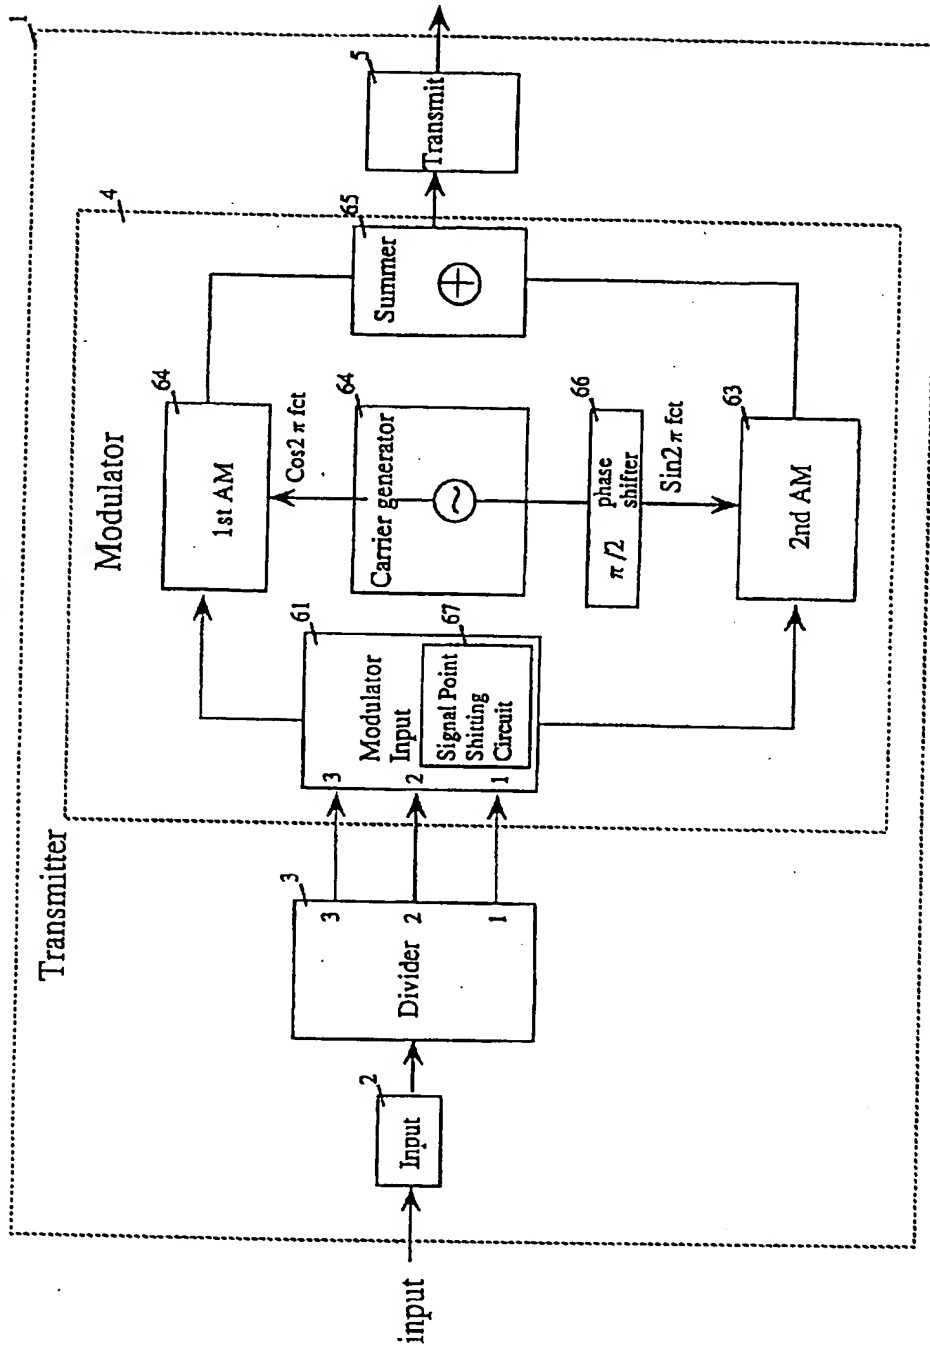 1
Transmitter
4
Modulator
input
2
Input
3
Divider
3
2
1
61
3
2
1
Modulator
Input
67
Signal Point
Shitting
Circuit
64
1st AM
Cos2 π fct
64
Carrier generator
~
66
π/2
phase
shifter
Sin2 π fct
63
2nd AM
65
Summer
+
5
Transmit